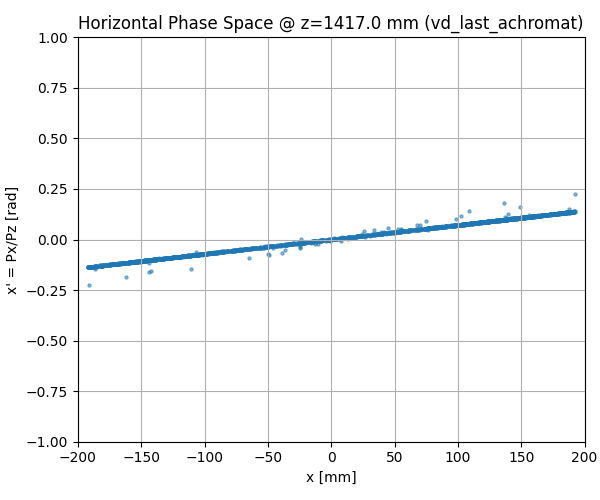 Horizontal Phase Space @ z=1417.0 mm (vd_last_achromat)
1.00
0.75
0.50
0.25
0.00
−0.25
−0.50
−0.75
−1.00
x' = Px/Pz [rad]
−200 −150 −100 −50 0 50 100 150 200
x [mm]